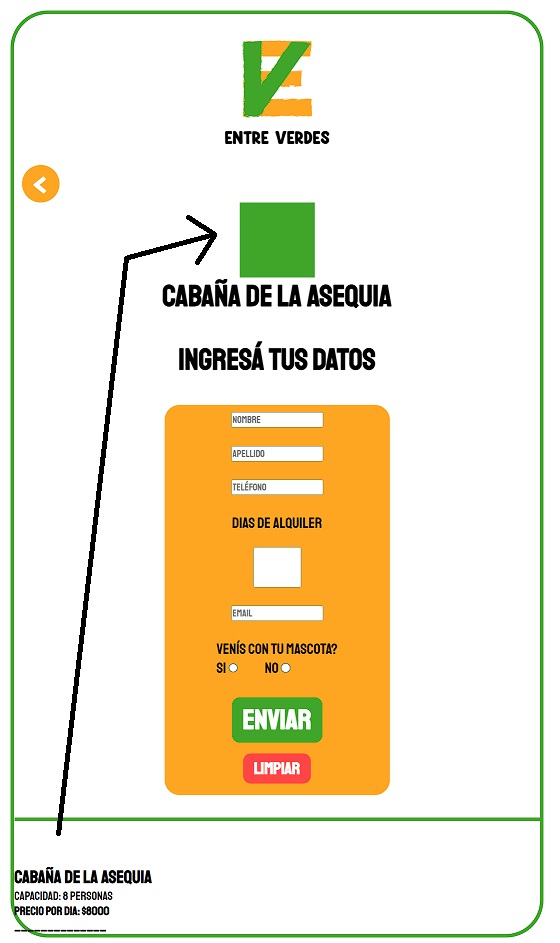 ENTRE VERDES
CABAÑA DE LA ASEQUIA
INGRESÁ TUS DATOS
NOMBRE
APELLIDO
TELÉFONO
DIAS DE ALQUILER
EMAIL
VENÍS CON TU MASCOTA?
SI NO
ENVIAR
LIMPIAR
CABAÑA DE LA ASEQUIA
CAPACIDAD: 8 PERSONAS
PRECIO POR DIA: $8000